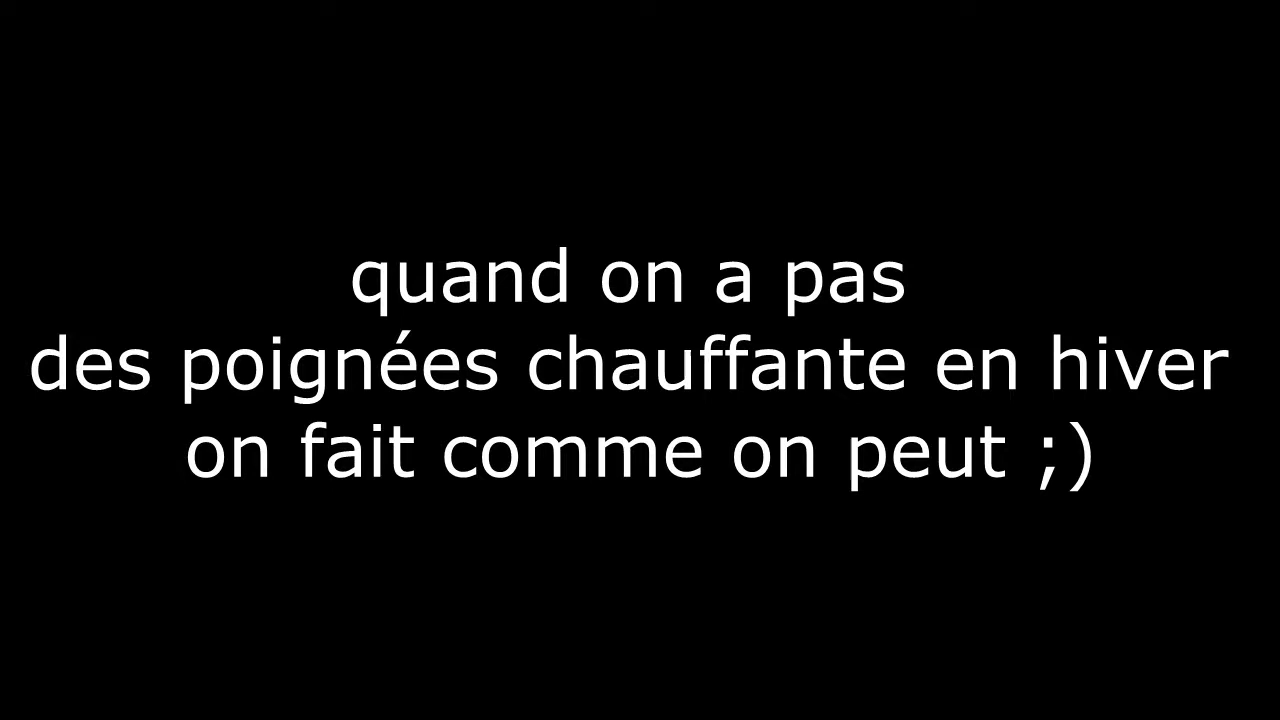 quand on a pas
des poignées chauffante en hiver
on fait comme on peut ;)